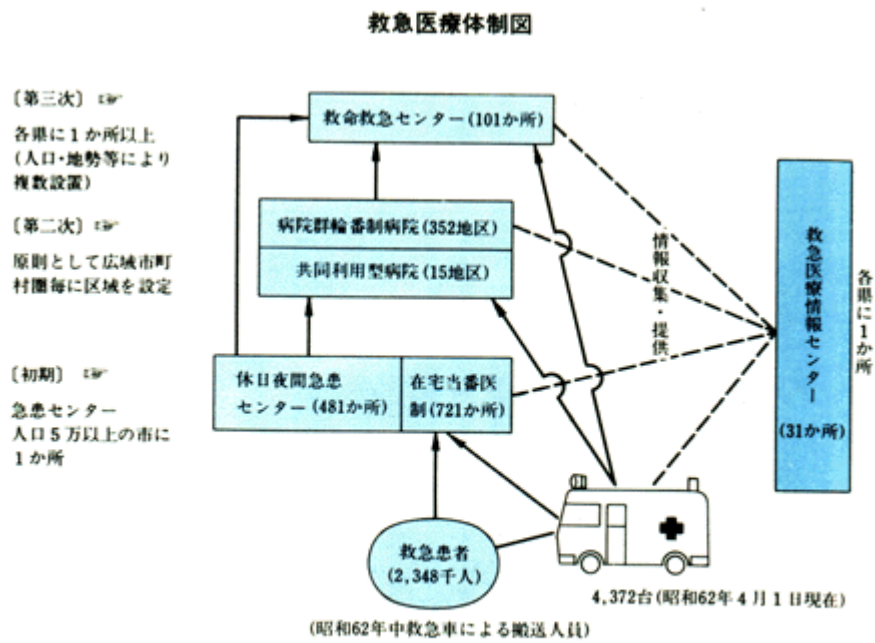 救急医療体制図
〔第三次〕 ☞
各県に1か所以上
(人口・地勢等により
複数設置)
救命救急センター(101か所)
〔第二次〕 ☞
原則として広域市町
村圏毎に区域を設定
病院群輪番制病院(352地区)
共同利用型病院(15地区)
〔初期〕 ☞
急患センター
人口5万以上の市に
1か所
休日夜間急患
センター(481か所)
在宅当番医
制(721か所)
情報収集・提供
救急医療情報センター
(31か所)
各県に1か所
救急患者
(2,348千人)
4,372台(昭和62年4月1日現在)
(昭和62年中救急車による搬送人員)